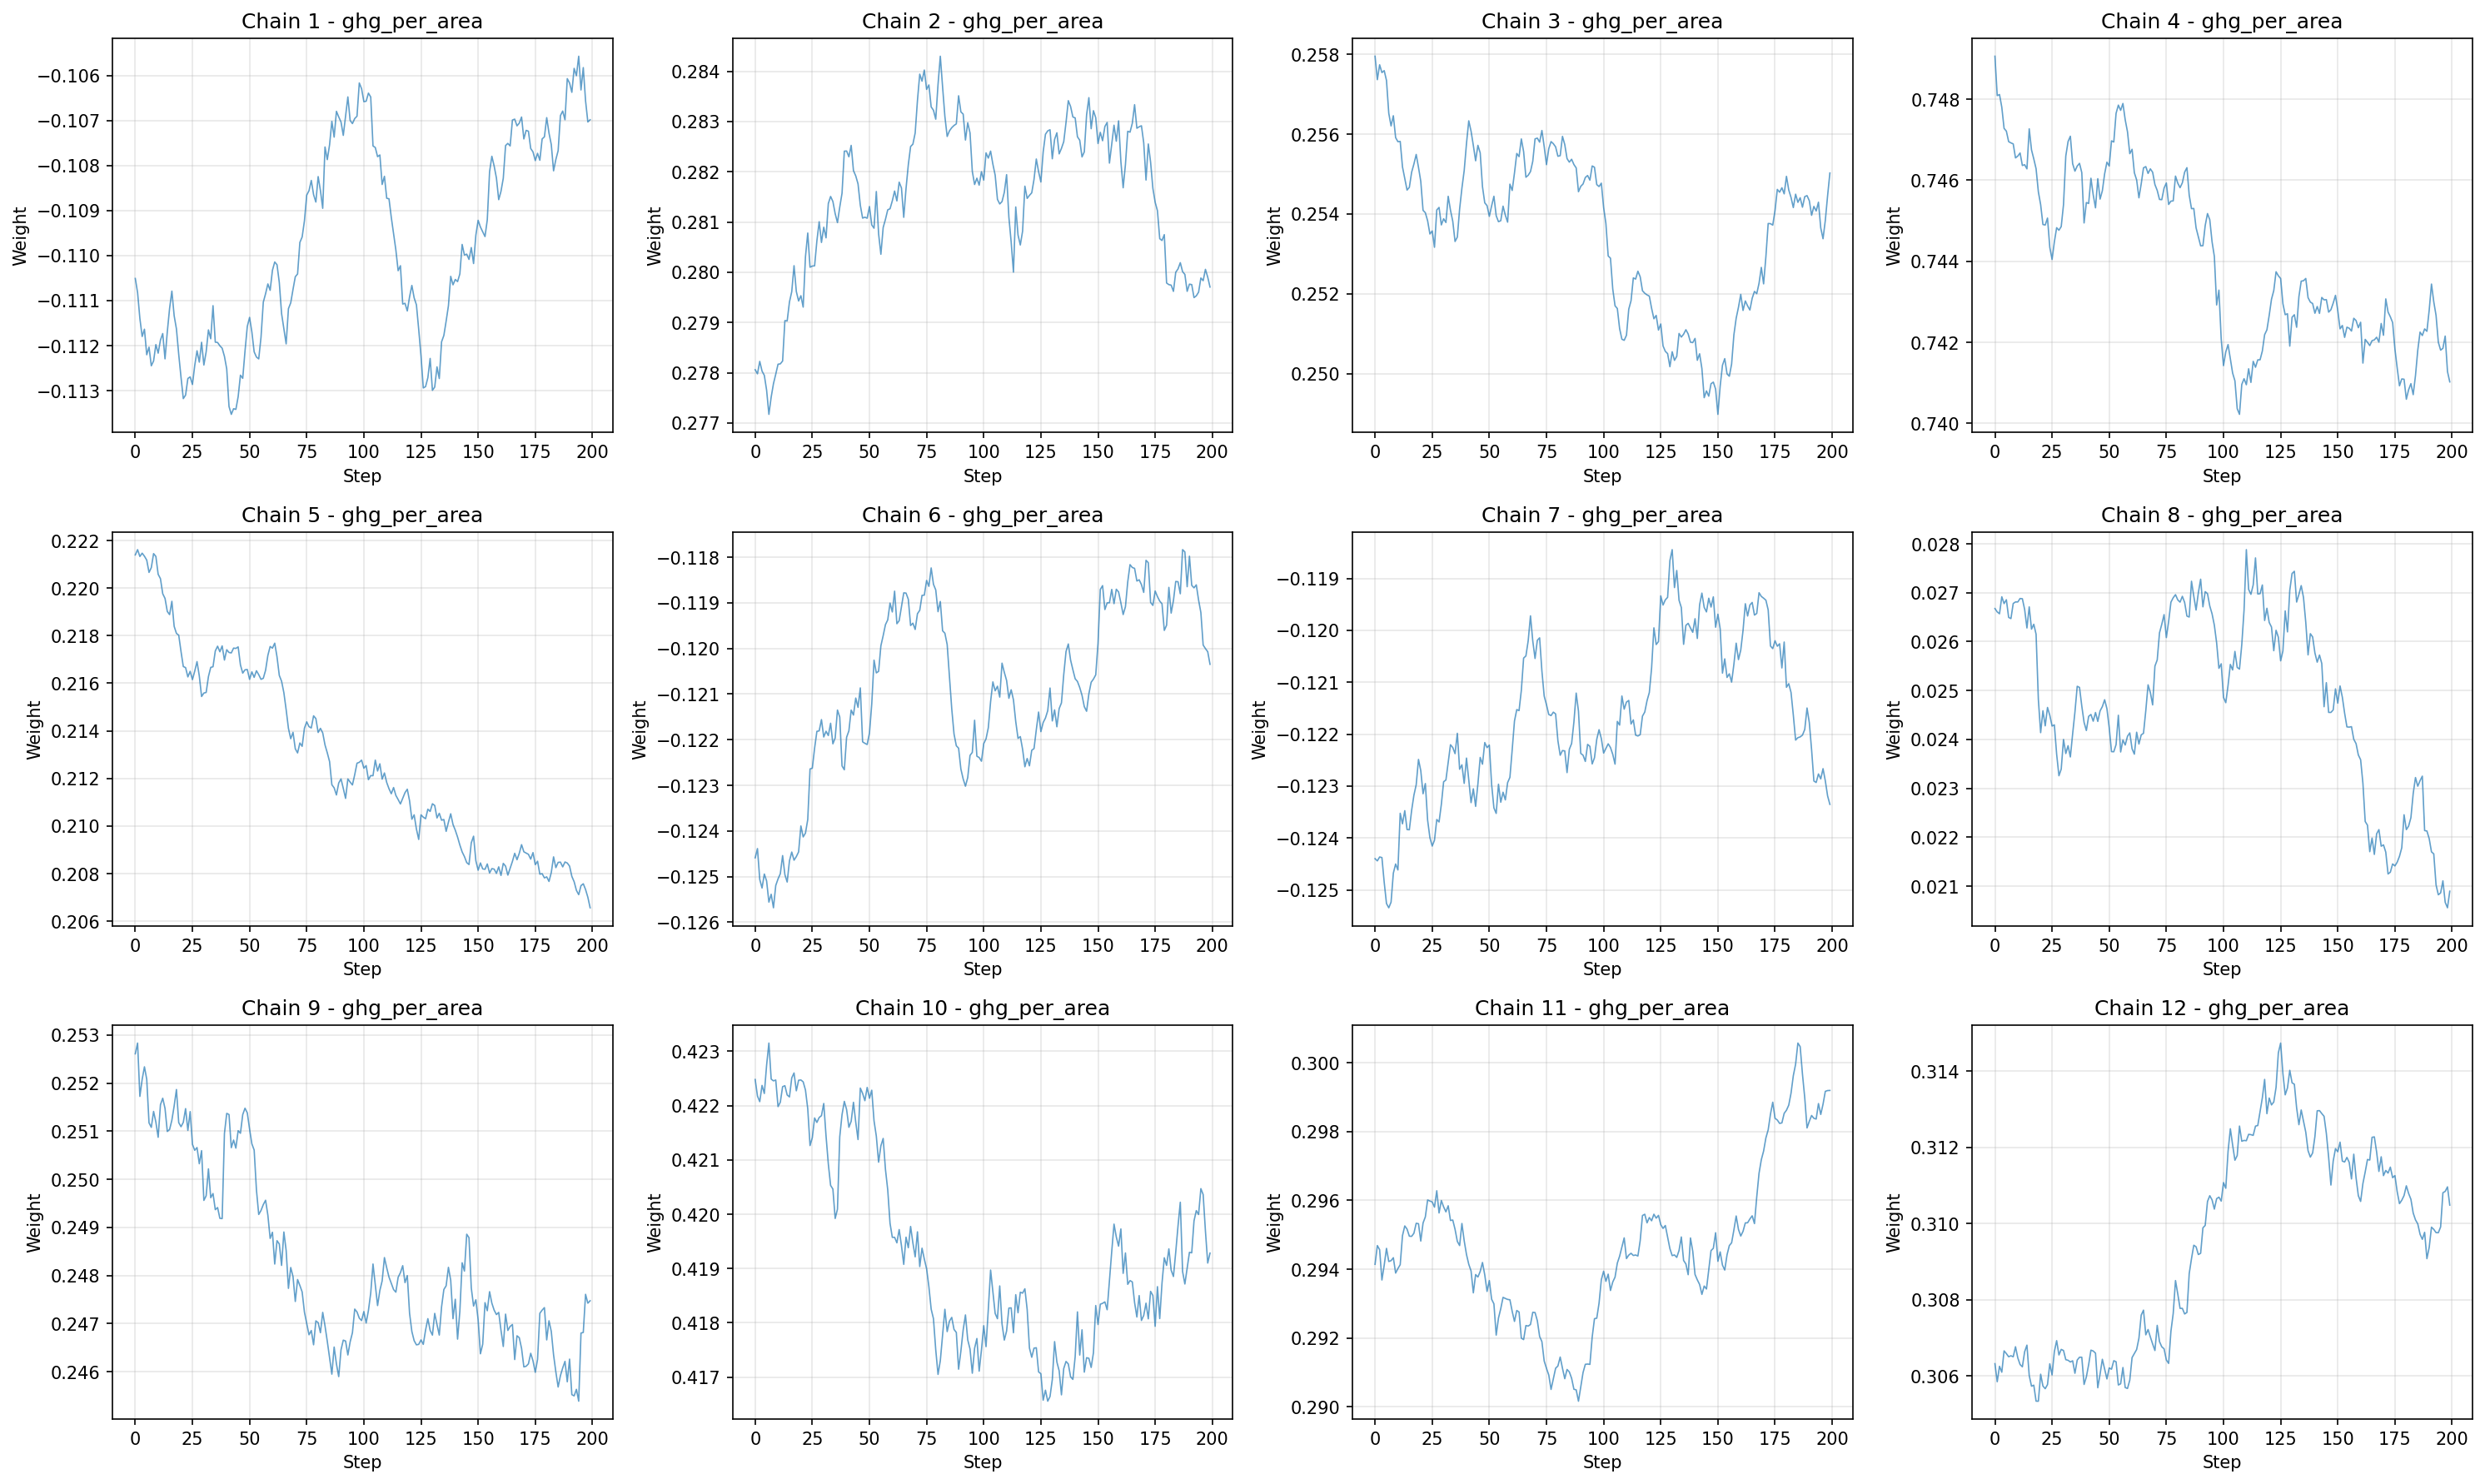 Chain 1 - ghg_per_area
Weight
−0.106
−0.107
−0.108
−0.109
−0.110
−0.111
−0.112
−0.113
0 25 50 75 100 125 150 175 200
Step
Chain 2 - ghg_per_area
Weight
0.284
0.283
0.282
0.281
0.280
0.279
0.278
0.277
0 25 50 75 100 125 150 175 200
Step
Chain 3 - ghg_per_area
Weight
0.258
0.256
0.254
0.252
0.250
0 25 50 75 100 125 150 175 200
Step
Chain 4 - ghg_per_area
Weight
0.748
0.746
0.744
0.742
0.740
0 25 50 75 100 125 150 175 200
Step
Chain 5 - ghg_per_area
Weight
0.222
0.220
0.218
0.216
0.214
0.212
0.210
0.208
0.206
0 25 50 75 100 125 150 175 200
Step
Chain 6 - ghg_per_area
Weight
−0.118
−0.119
−0.120
−0.121
−0.122
−0.123
−0.124
−0.125
−0.126
0 25 50 75 100 125 150 175 200
Step
Chain 7 - ghg_per_area
Weight
−0.119
−0.120
−0.121
−0.122
−0.123
−0.124
−0.125
0 25 50 75 100 125 150 175 200
Step
Chain 8 - ghg_per_area
Weight
0.028
0.027
0.026
0.025
0.024
0.023
0.022
0.021
0 25 50 75 100 125 150 175 200
Step
Chain 9 - ghg_per_area
Weight
0.253
0.252
0.251
0.250
0.249
0.248
0.247
0.246
0 25 50 75 100 125 150 175 200
Step
Chain 10 - ghg_per_area
Weight
0.423
0.422
0.421
0.420
0.419
0.418
0.417
0 25 50 75 100 125 150 175 200
Step
Chain 11 - ghg_per_area
Weight
0.300
0.298
0.296
0.294
0.292
0.290
0 25 50 75 100 125 150 175 200
Step
Chain 12 - ghg_per_area
Weight
0.314
0.312
0.310
0.308
0.306
0 25 50 75 100 125 150 175 200
Step